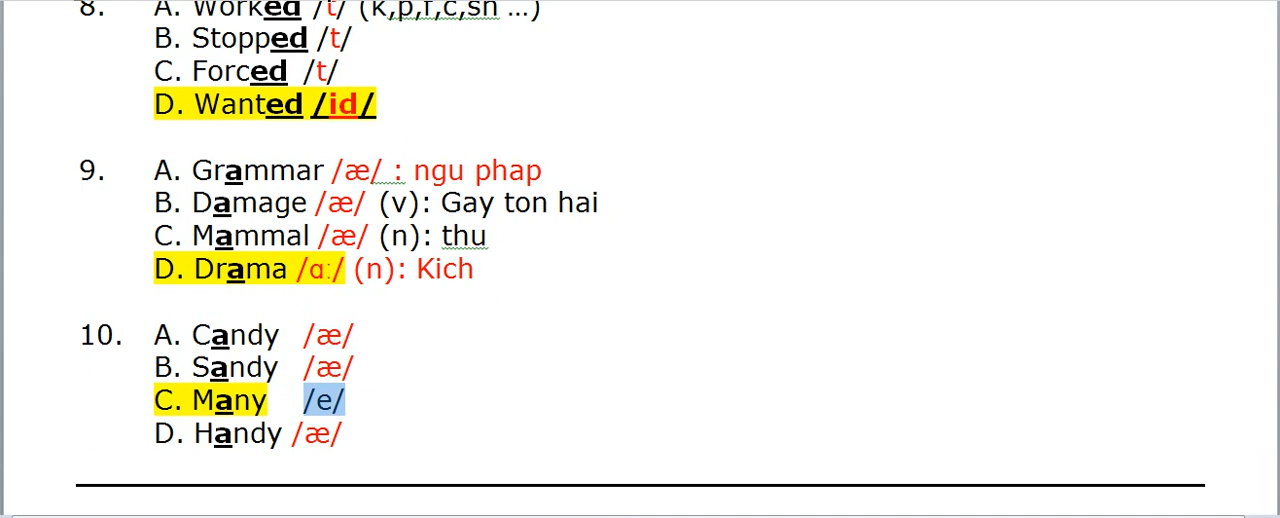 8. A. Worked /t/ (k,p,f,c,sh ...)
B. Stopped /t/
C. Forced /t/
D. Wanted /id/
9. A. Grammar /æ/ : ngu phap
B. Damage /æ/ (v): Gay ton hai
C. Mammal /æ/ (n): thu
D. Drama /ɑː/ (n): Kich
10. A. Candy /æ/
B. Sandy /æ/
C. Many /e/
D. Handy /æ/